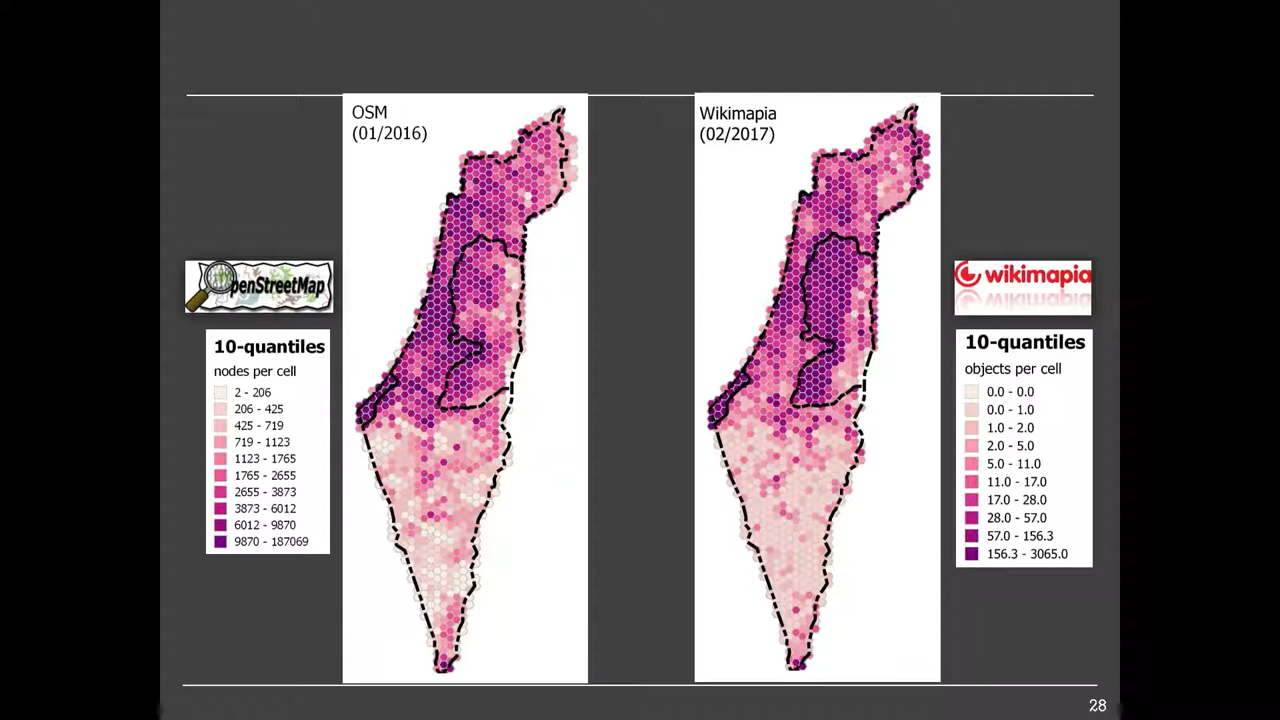 OSM
(01/2016)
Wikimapia
(02/2017)
penStreetMap
wikimapia
10-quantiles
nodes per cell
2 - 206
206 - 425
425 - 719
719 - 1123
1123 - 1765
1765 - 2655
2655 - 3873
3873 - 6012
6012 - 9870
9870 - 187069
10-quantiles
objects per cell
0.0 - 0.0
0.0 - 1.0
1.0 - 2.0
2.0 - 5.0
5.0 - 11.0
11.0 - 17.0
17.0 - 28.0
28.0 - 57.0
57.0 - 156.3
156.3 - 3065.0
28